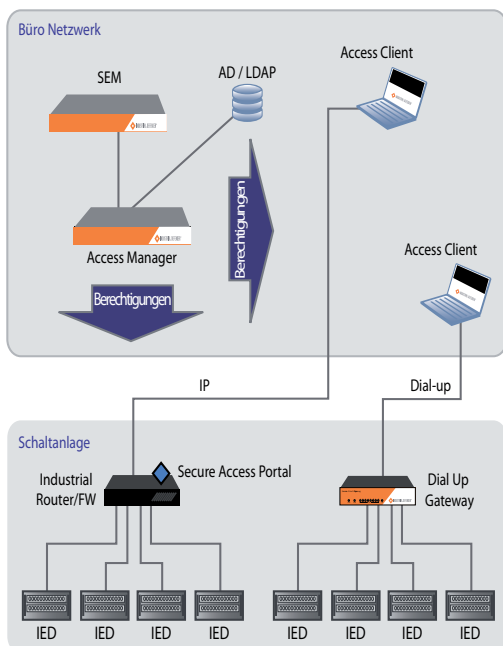 Büro Netzwerk
SEM
AD / LDAP
Access Client
Access Manager
Berechtigungen
Berechtigungen
Access Client
IP
Dial-up
Schaltanlage
Industrial
Router/FW
Secure Access Portal
Dial Up
Gateway
IED
IED
IED
IED
IED
IED
IED
IED